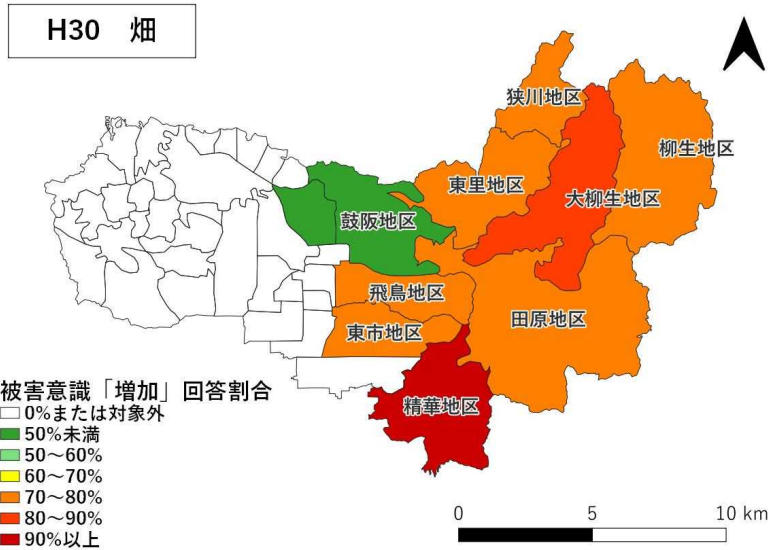 H30 畑
狭川地区
柳生地区
東里地区
大柳生地区
鼓阪地区
飛鳥地区
田原地区
東市地区
精華地区
被害意識「増加」回答割合
0%または対象外
50%未満
50～60%
60～70%
70～80%
80～90%
90%以上
0 5 10 km